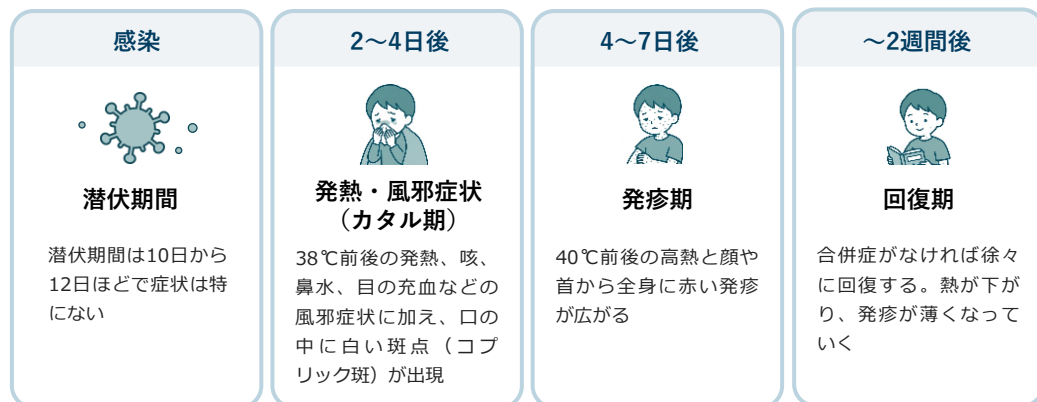 感染
潜伏期間
潜伏期間は10日から
12日ほどで症状は特
にない
2～4日後
発熱・風邪症状
（カタル期）
38℃前後の発熱、咳、
鼻水、目の充血などの
風邪症状に加え、口の
中に白い斑点（コプ
リック斑）が出現
4～7日後
発疹期
40℃前後の高熱と顔や
首から全身に赤い発疹
が広がる
～2週間後
回復期
合併症がなければ徐々
に回復する。熱が下が
り、発疹が薄くなって
いく